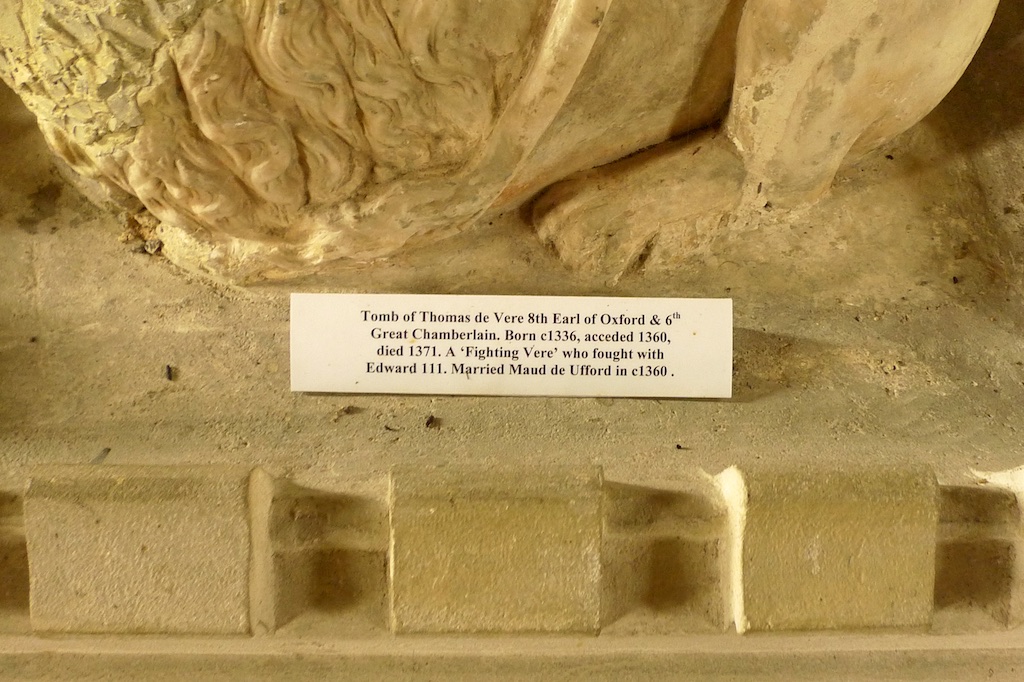 Tomb of Thomas de Vere 8th Earl of Oxford & 6th
Great Chamberlain. Born c1336, acceded 1360,
died 1371. A ‘Fighting Vere’ who fought with
Edward 111. Married Maud de Ufford in c1360 .